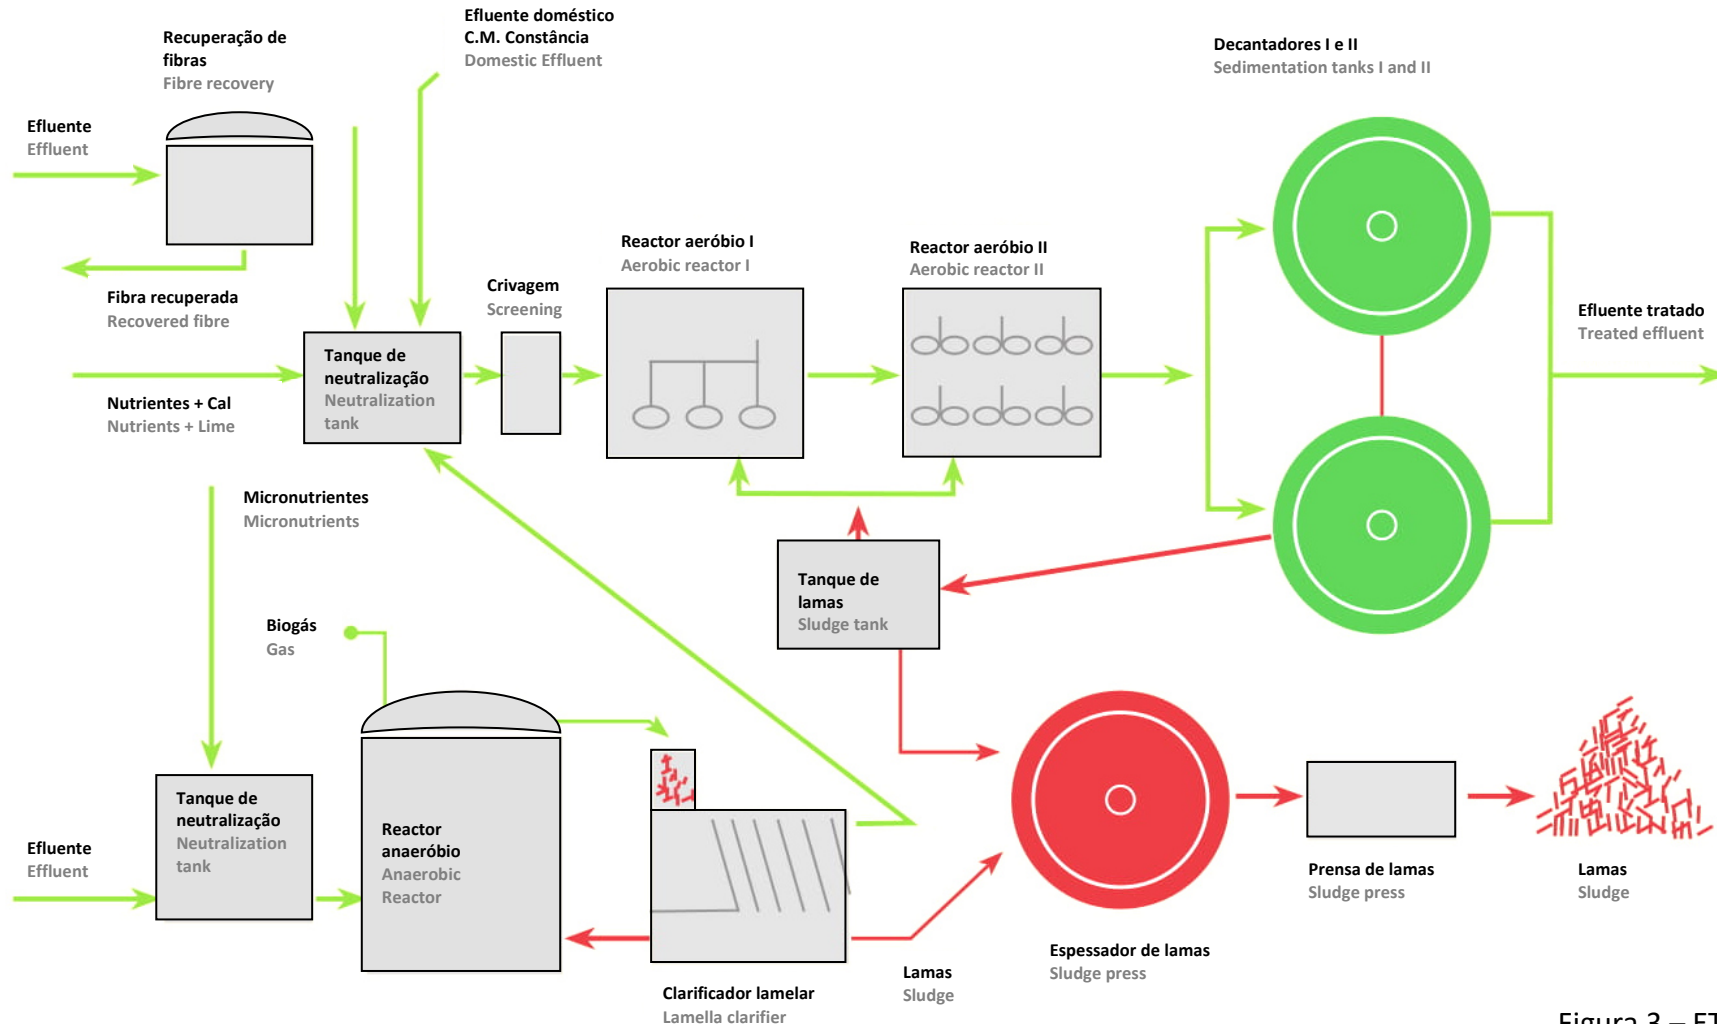 Efluente doméstico
C.M. Constância
Domestic Effluent
Recuperação de
fibras
Fibre recovery
Decantadores I e II
Sedimentation tanks I and II
Efluente
Effluent
Fibra recuperada
Recovered fibre
Reactor aeróbio I
Aerobic reactor I
Reactor aeróbio II
Aerobic reactor II
Crivagem
Screening
Efluente tratado
Treated effluent
Tanque de
neutralização
Neutralization
tank
Nutrientes + Cal
Nutrients + Lime
Micronutrientes
Micronutrients
Tanque de
lamas
Sludge tank
Biogás
Gas
Tanque de
neutralização
Neutralization
tank
Efluente
Effluent
Reactor
anaeróbio
Anaerobic
Reactor
Prensa de lamas
Sludge press
Lamas
Sludge
Espessador de lamas
Sludge press
Lamas
Sludge
Clarificador lamelar
Lamella clarifier
Figura 3 –